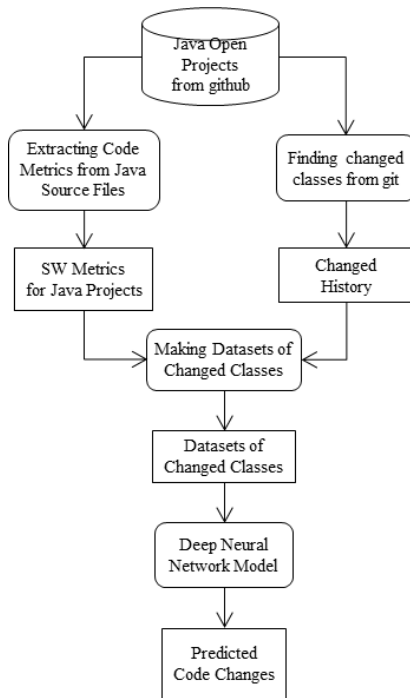 Java Open
Projects
from github
Extracting Code
Metrics from Java
Source Files
Finding changed
classes from git
SW Metrics
for Java Projects
Changed
History
Making Datasets of
Changed Classes
Datasets of
Changed Classes
Deep Neural
Network Model
Predicted
Code Changes